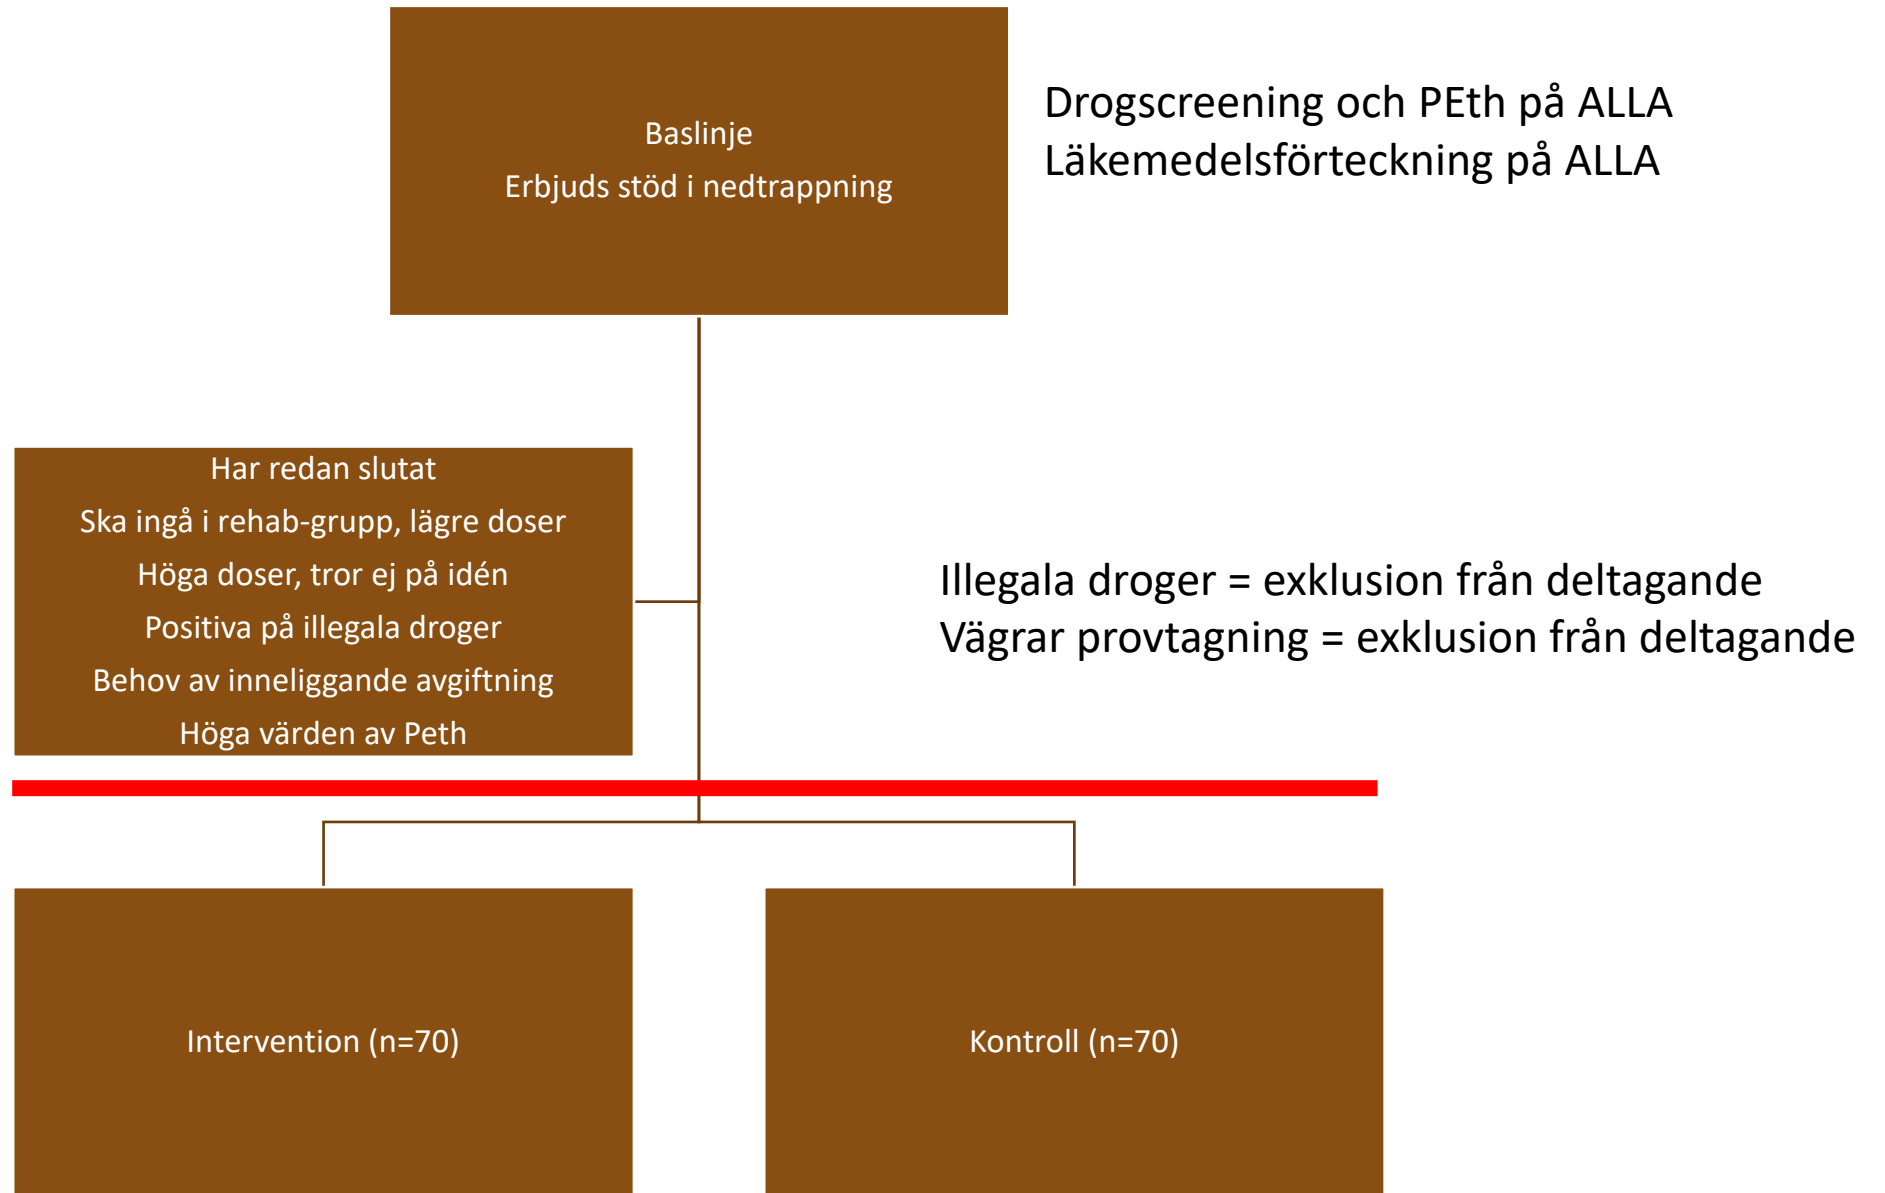 Baslinje
Erbjuds stöd i nedtrappning
Drogscreening och PEth på ALLA
Läkemedelsförteckning på ALLA
Har redan slutat
Ska ingå i rehab-grupp, lägre doser
Höga doser, tror ej på idén
Positiva på illegala droger
Behov av inneliggande avgiftning
Höga värden av Peth
Illegala droger = exklusion från deltagande
Vägrar provtagning = exklusion från deltagande
Intervention (n=70)
Kontroll (n=70)